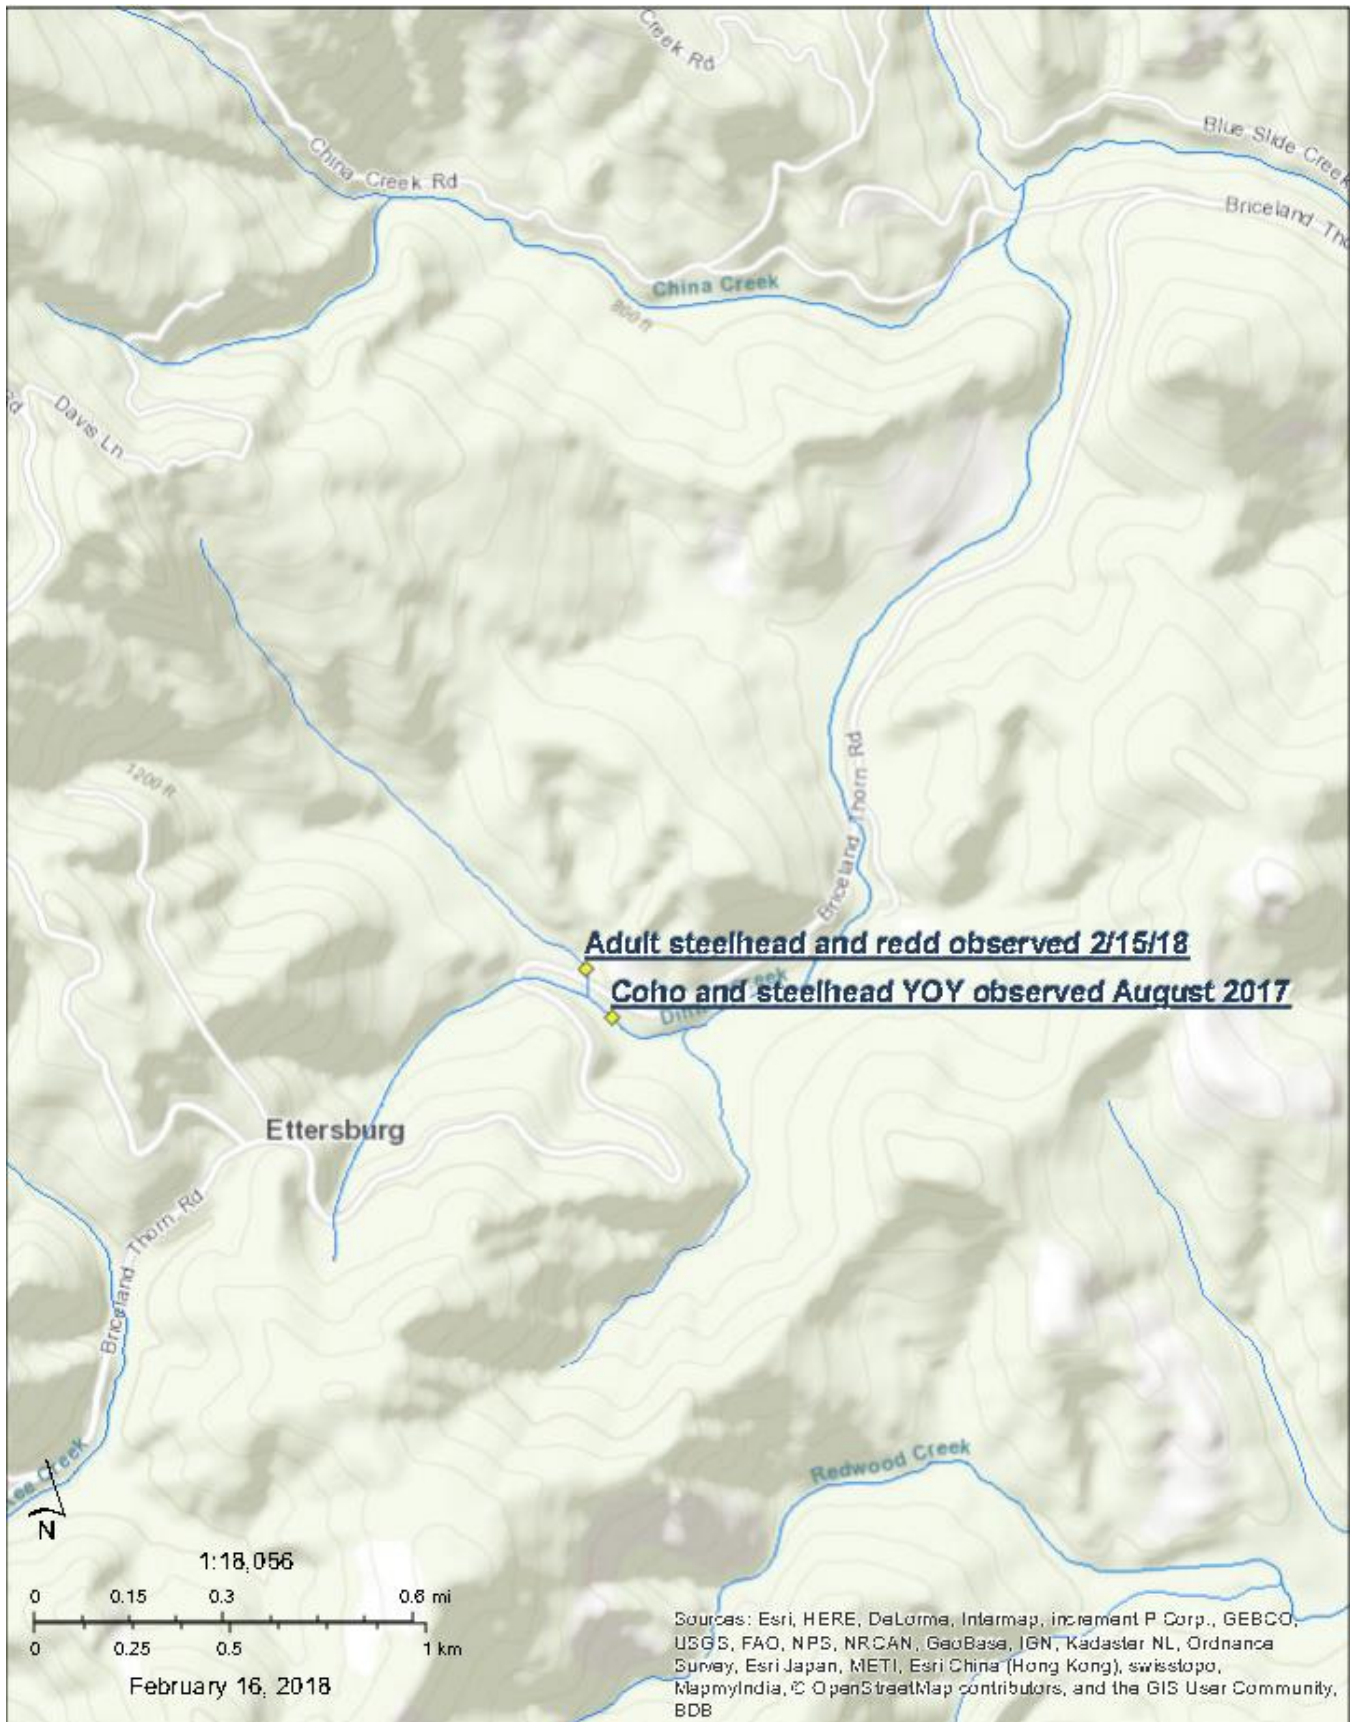 Creek Rd
Blue Slide Creek
China Creek Rd
Briceland Tho
China Creek
800 ft
Rd
Davis Ln
1200 ft
Briceland Thorn Rd
Adult steelhead and redd observed 2/15/18
Coho and steelhead YOY observed August 2017
Ettersburg
Briceland Thorn Rd
Creek
Redwood Creek
N
1:18,056
0 0.15 0.3 0.6 mi
0 0.25 0.5 1 km
February 16, 2018
Sources: Esri, HERE, DeLorme, Intermap, increment P Corp., GEBCO,
USGS, FAO, NPS, NRCAN, GeoBase, IGN, Kadaster NL, Ordnance
Survey, Esri Japan, METI, Esri China (Hong Kong), swisstopo,
MapmyIndia, © OpenStreetMap contributors, and the GIS User Community,
BDB